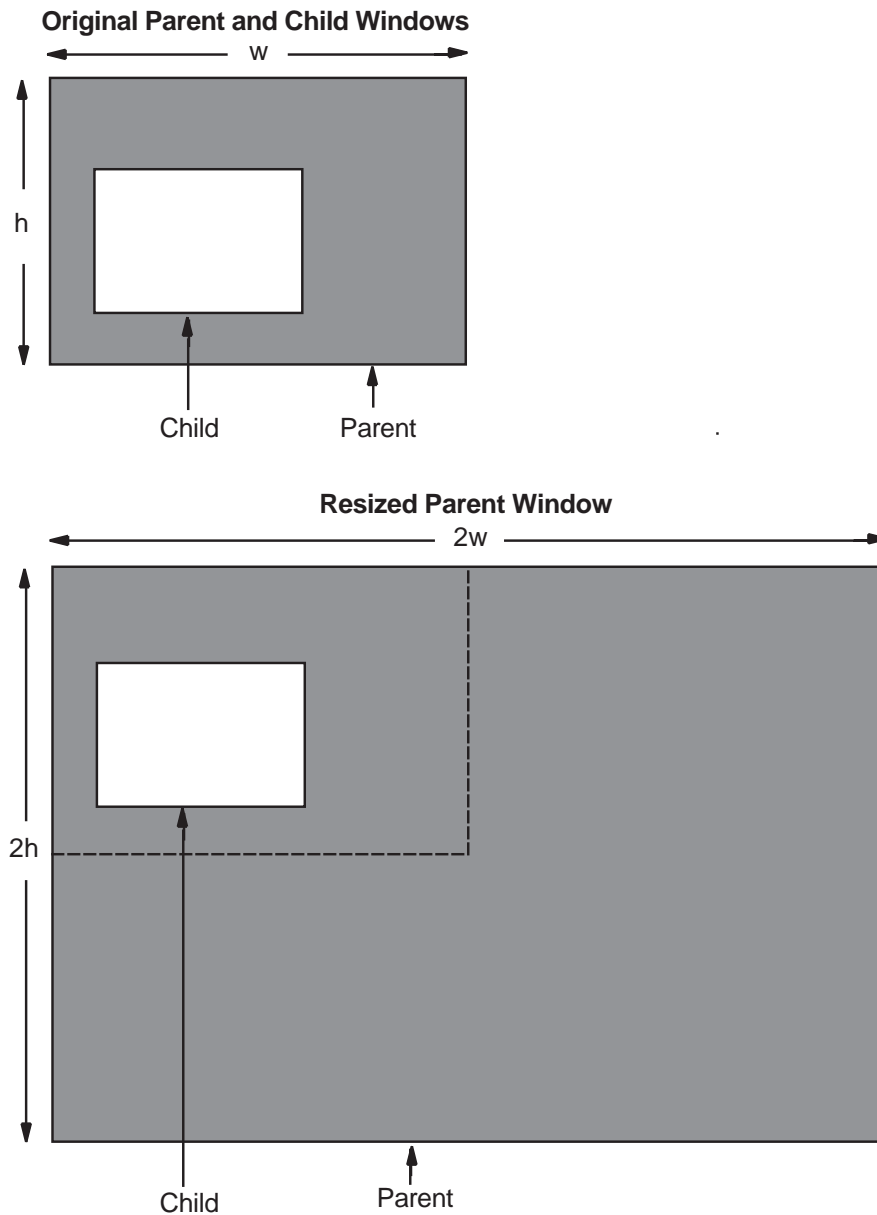 Original Parent and Child Windows
w
h
Child Parent
.
Resized Parent Window
2w
2h
Child Parent